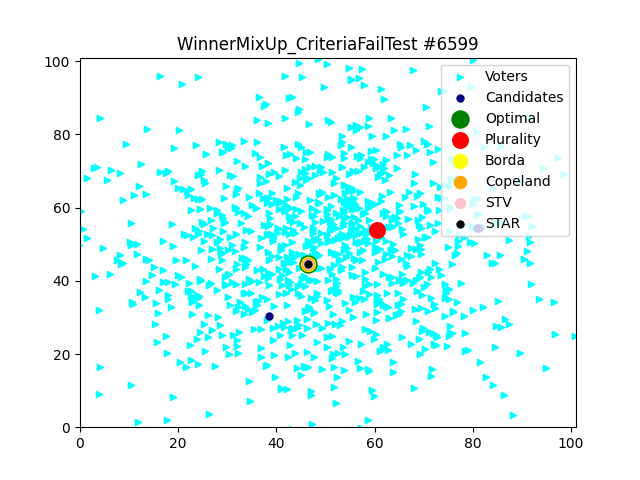 WinnerMixUp_CriteriaFailTest #6599
Voters
Candidates
Optimal
Plurality
Borda
Copeland
STV
STAR
100
80
60
40
20
0
0 20 40 60 80 100